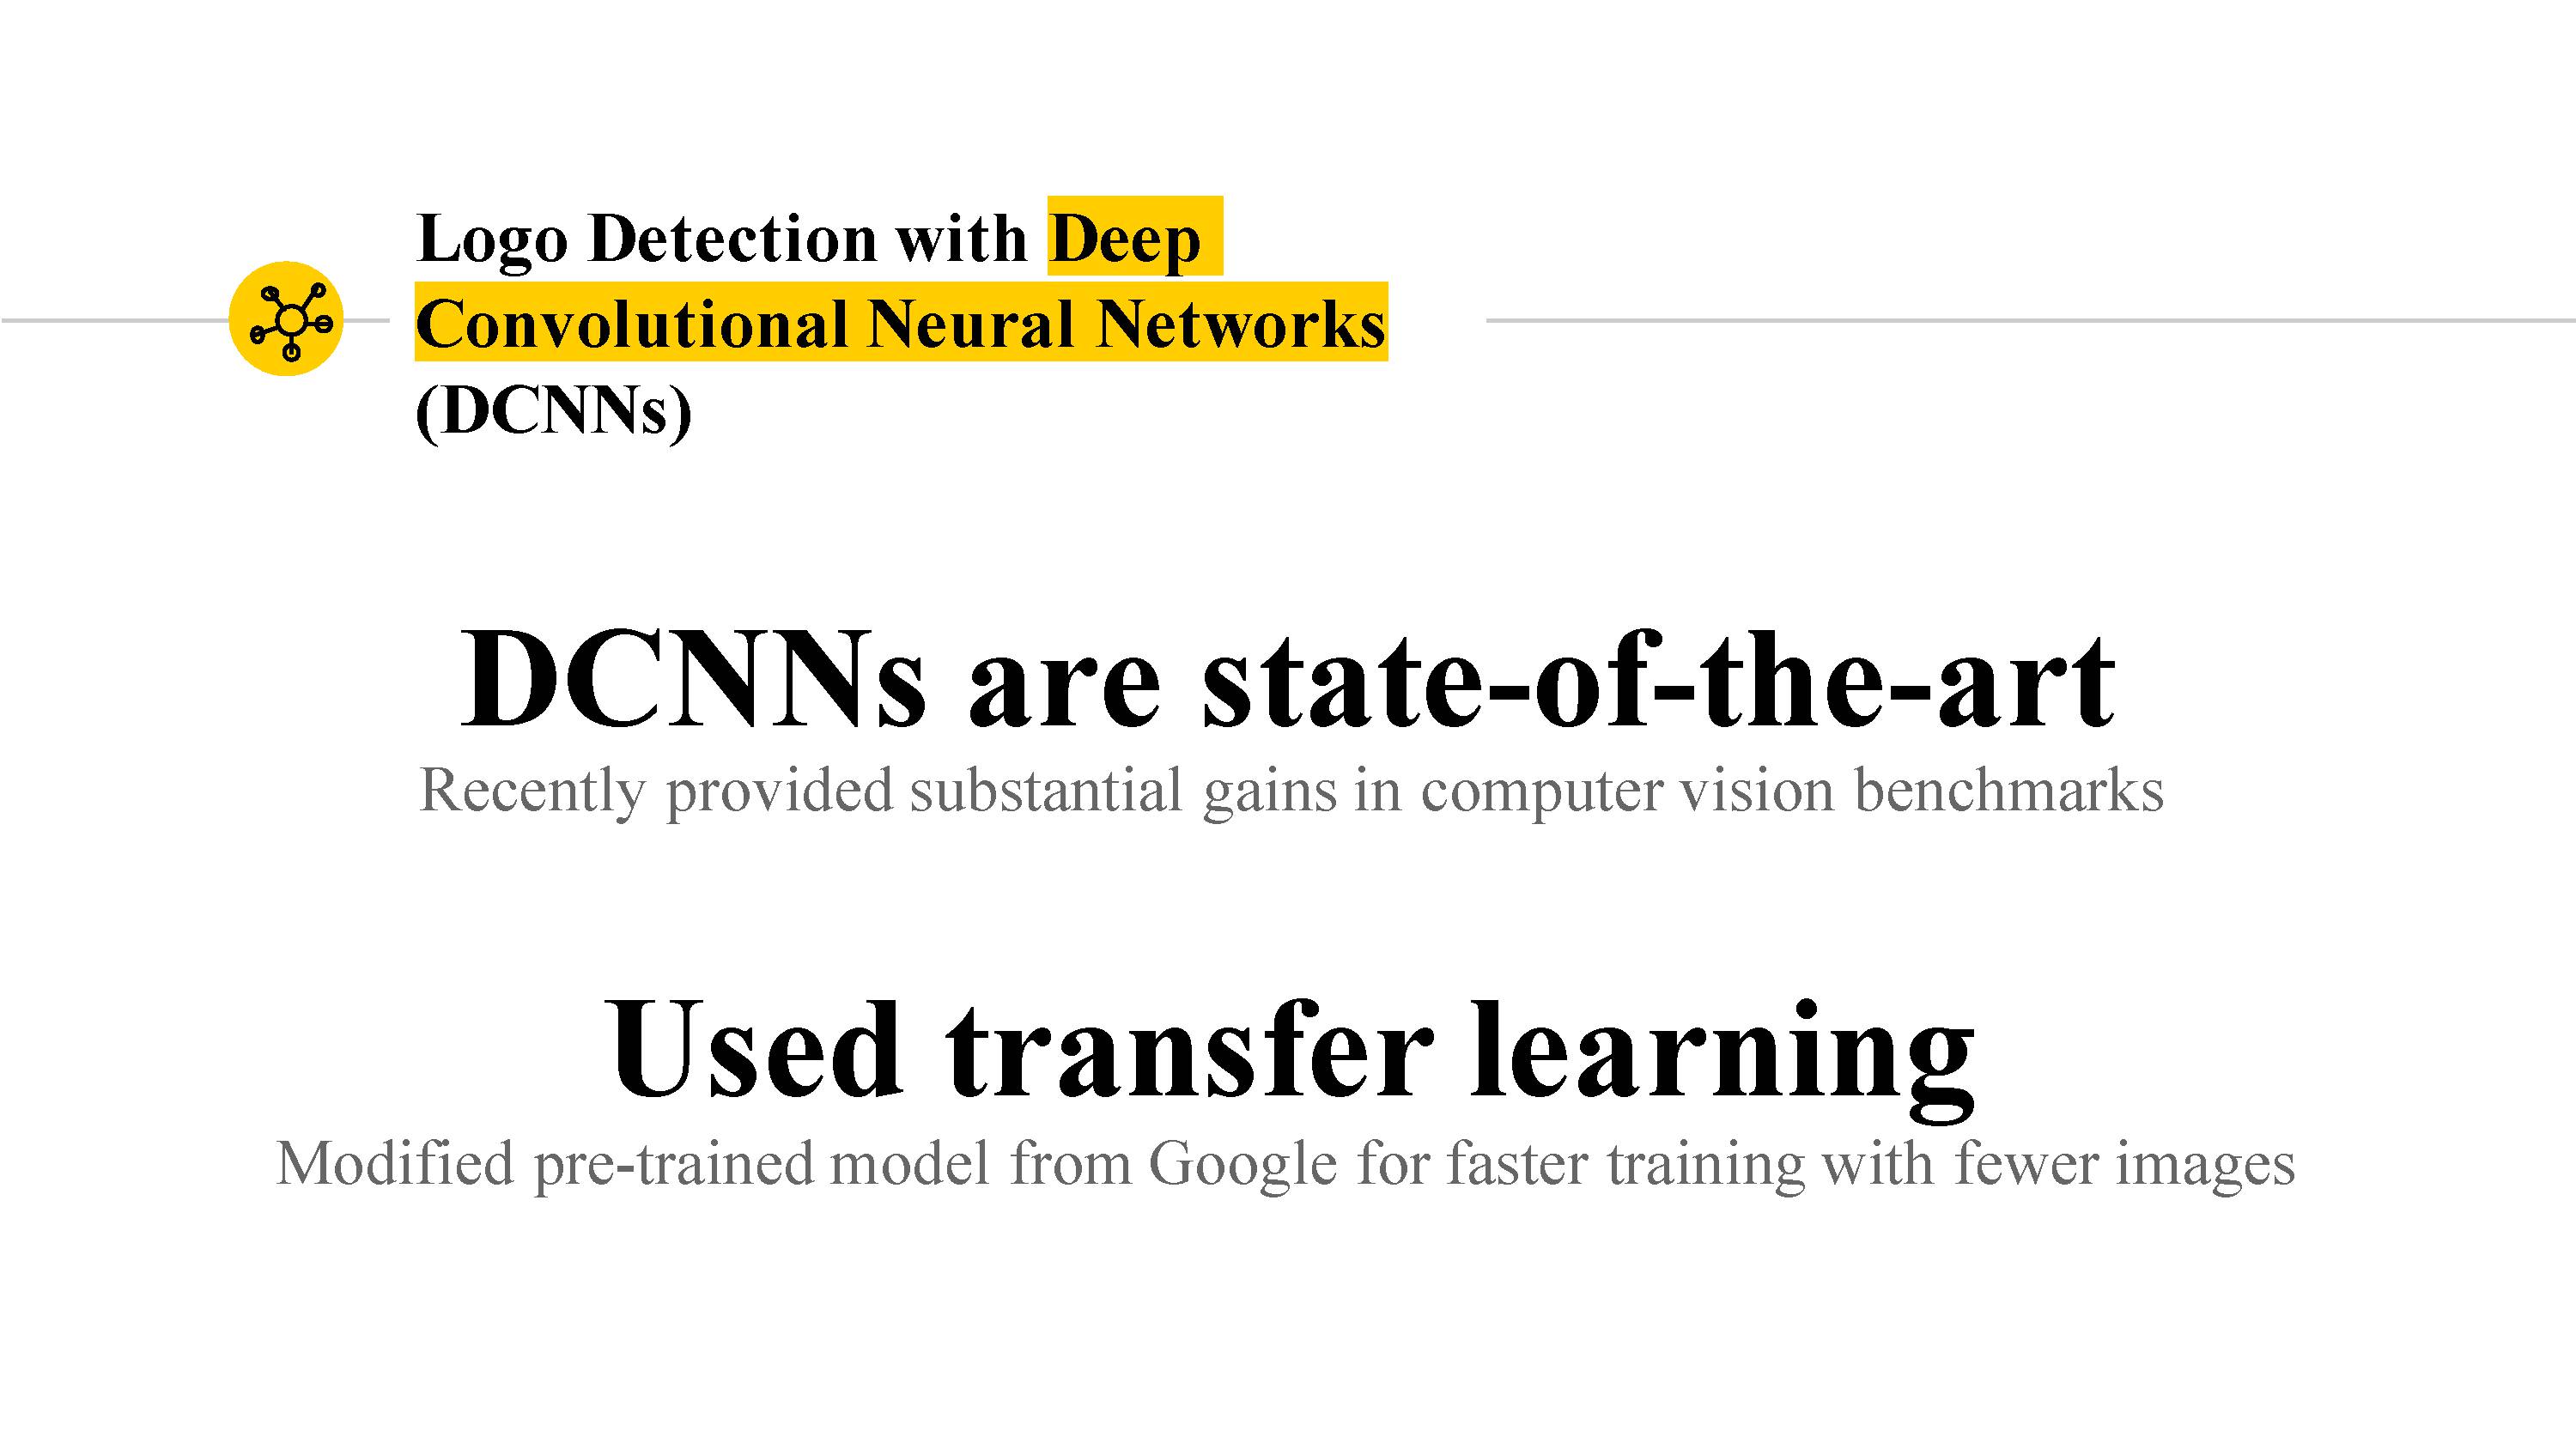 Logo Detection with Deep
Convolutional Neural Networks
(DCNNs)
DCNNs are state-of-the-art
Recently provided substantial gains in computer vision benchmarks
Used transfer learning
Modified pre-trained model from Google for faster training with fewer images